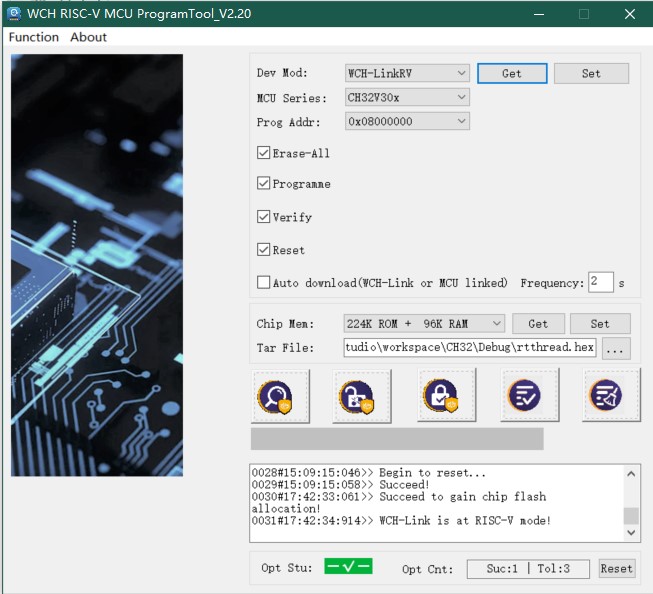 WCH RISC-V MCU ProgramTool_V2.20
Function About
Dev Mod: WCH-LinkRV Get Set
MCU Series: CH32V30x
Prog Addr: 0x08000000
Erase-All
Programme
Verify
Reset
Auto download(WCH-Link or MCU linked) Frequency: 2 s
Chip Mem: 224K ROM + 96K RAM Get Set
Tar File: tudio\workspace\CH32\Debug\rtthread.hex ...
0028#15:09:15:046>> Begin to reset...
0029#15:09:15:058>> Succeed!
0030#17:42:33:061>> Succeed to gain chip flash
allocation!
0031#17:42:34:914>> WCH-Link is at RISC-V mode!
Opt Stu: Opt Cnt: Suc:1 | Tol:3 Reset